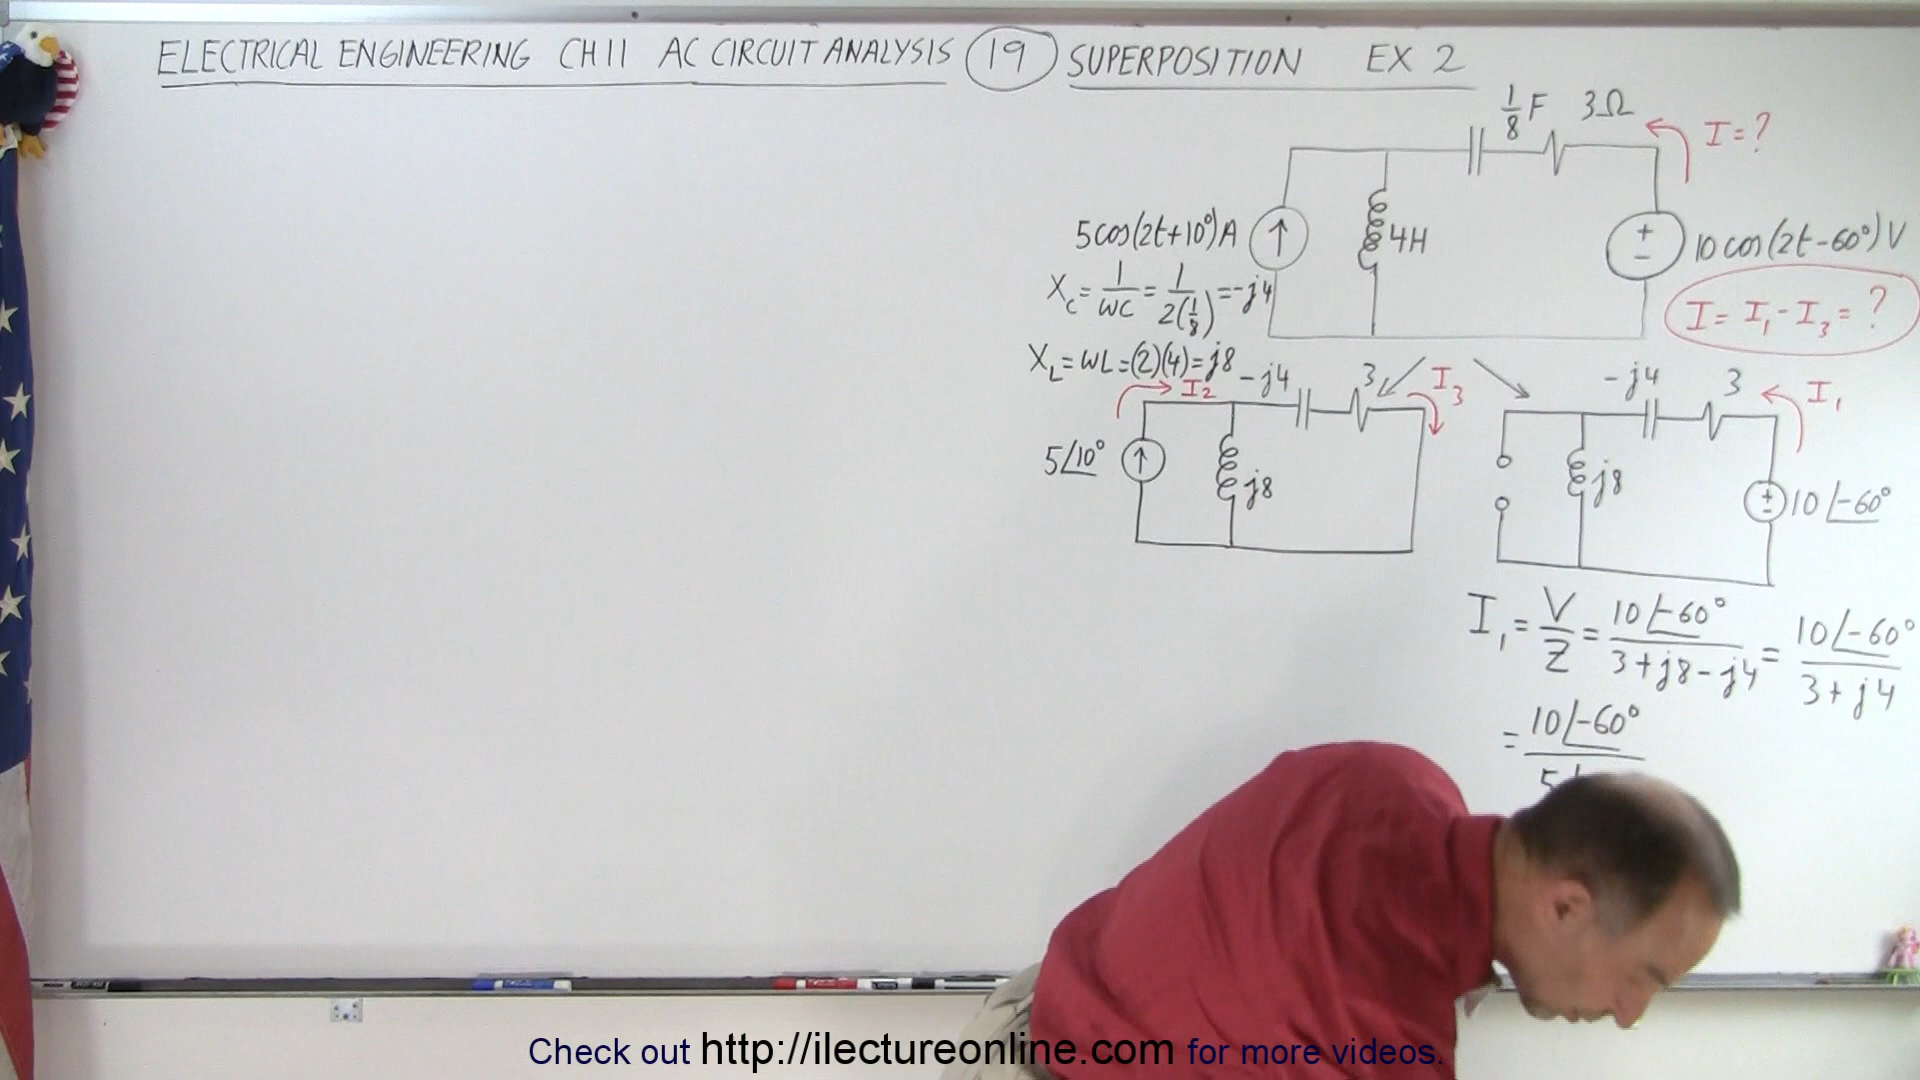 ELECTRICAL ENGINEERING CH 11 AC CIRCUIT ANALYSIS 19 SUPERPOSITION EX 2
1/8 F 3Ω I = ?
5cos(2t+10°)A 4H + - 10cos(2t-60°)V
X_C = 1/WC = 1/2(1/8) = -j4
I = I_1 - I_3 = ?
X_L = WL = (2)(4) = j8
I_2 -j4 3 I_3
-j4 3 I_1
5∠10° j8
j8 + - 10∠-60°
I_1 = V/Z = 10∠-60° / 3+j8-j4 = 10∠-60° / 3+j4
= 10∠-60° / 5
Check out http://ilectureonline.com for more videos.